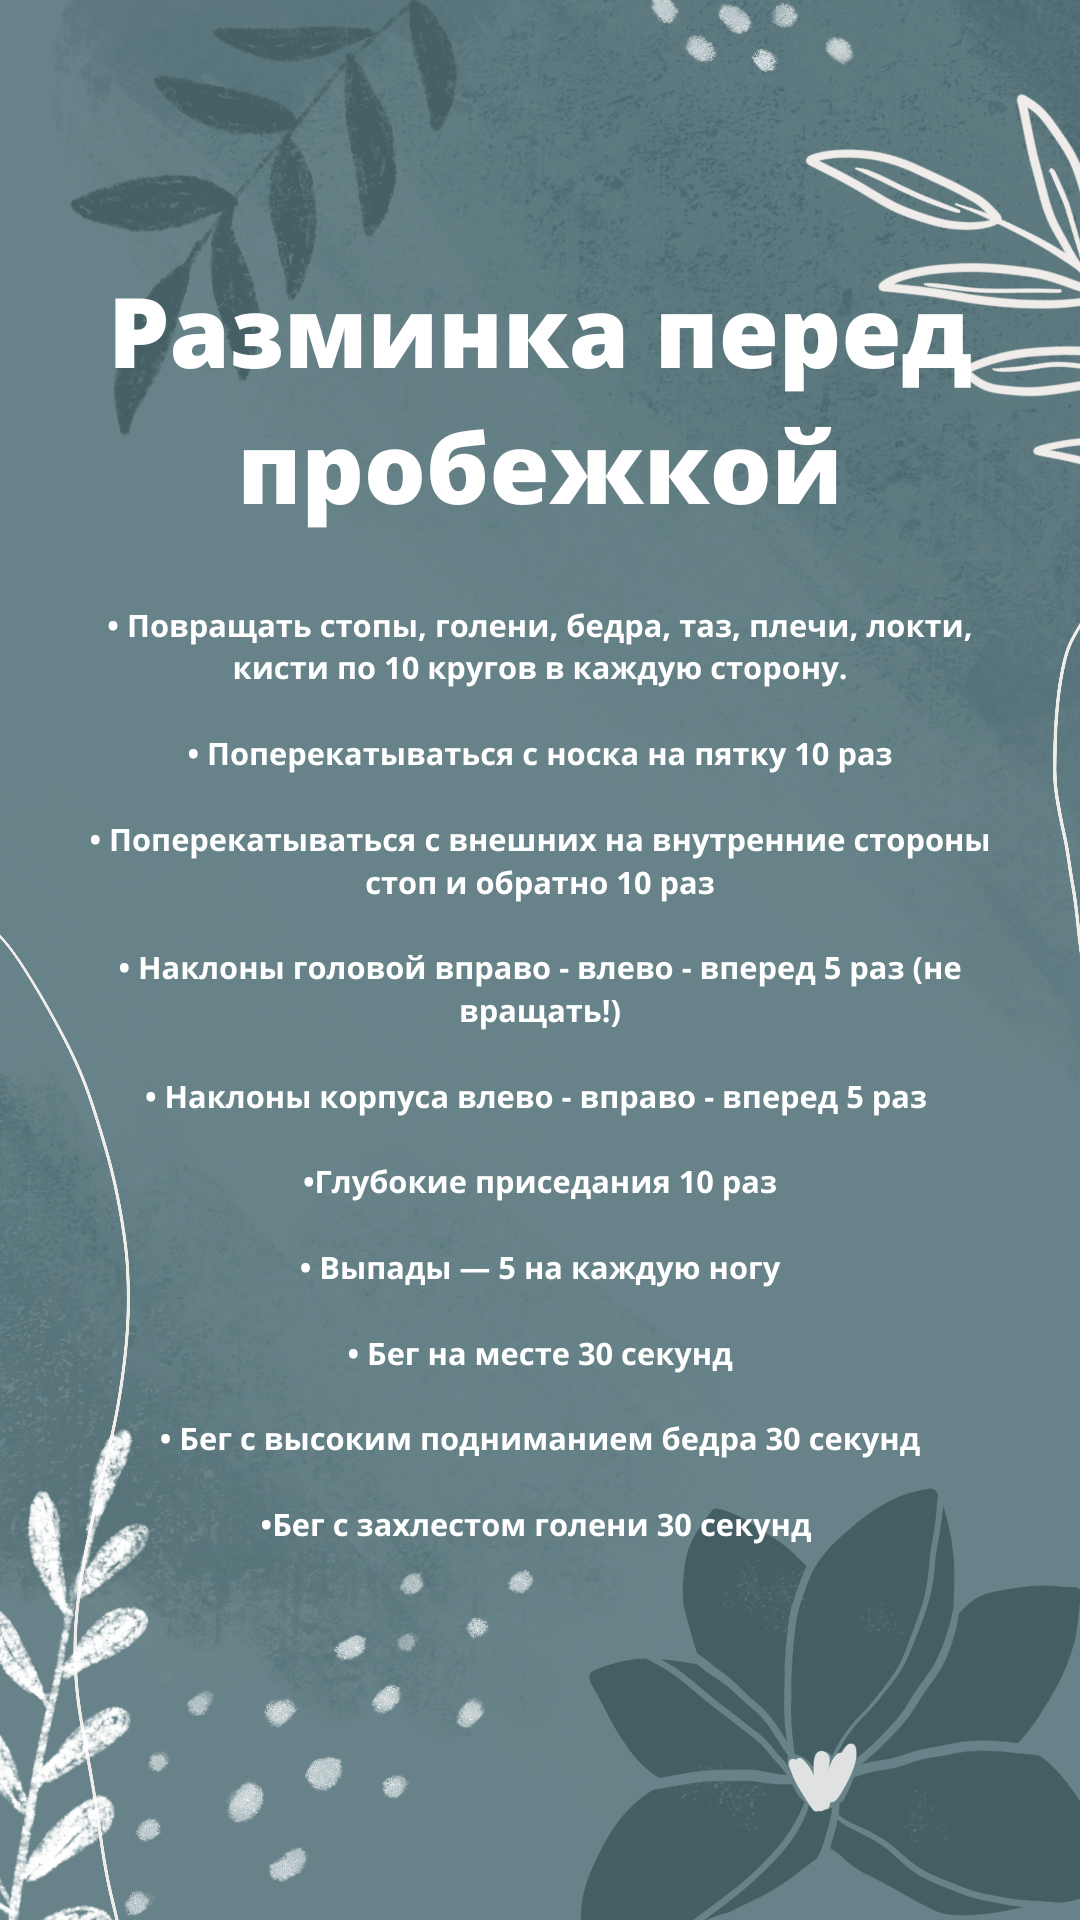 Разминка перед
пробежкой
• Повращать стопы, голени, бедра, таз, плечи, локти,
кисти по 10 кругов в каждую сторону.
• Поперекатываться с носка на пятку 10 раз
• Поперекатываться с внешних на внутренние стороны
стоп и обратно 10 раз
• Наклоны головой вправо - влево - вперед 5 раз (не
вращать!)
• Наклоны корпуса влево - вправо - вперед 5 раз
•Глубокие приседания 10 раз
• Выпады — 5 на каждую ногу
• Бег на месте 30 секунд
• Бег с высоким подниманием бедра 30 секунд
•Бег с захлестом голени 30 секунд